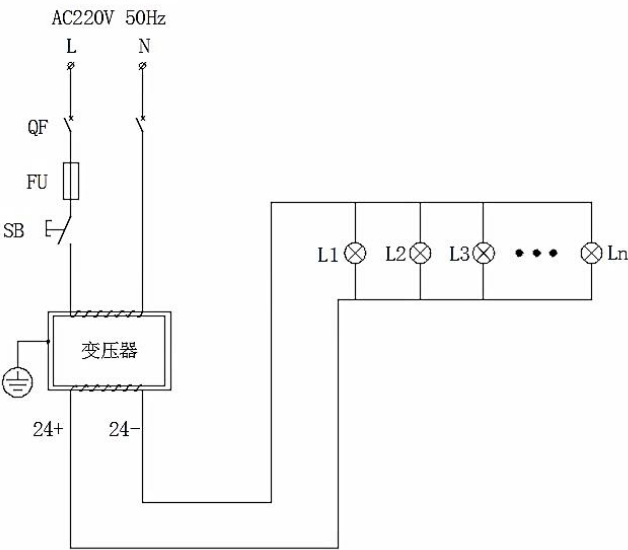 AC220V 50Hz
L N
QF
FU
SB
L1 L2 L3 Ln
变压器
24+ 24-